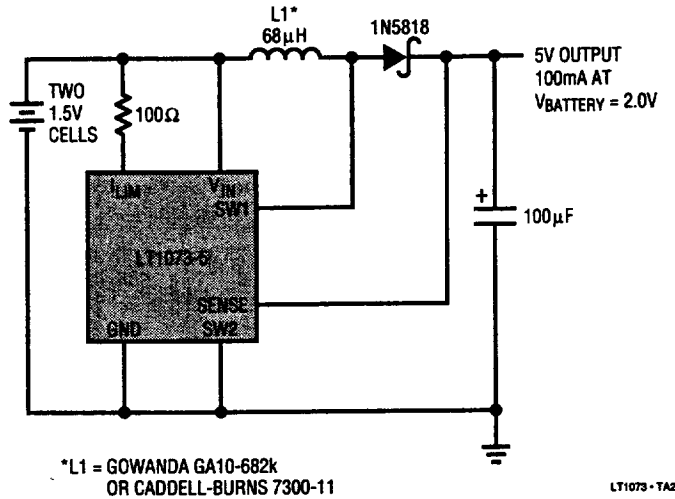 L1*
68µH
1N5818
5V OUTPUT
100mA AT
VBATTERY = 2.0V
TWO
1.5V
CELLS
100Ω
ILIM
VIN
SW1
LT1073-5
SENSE
GND
SW2
+
100µF
*L1 = GOWANDA GA10-682k
OR CADDELL-BURNS 7300-11
LT1073 • TA2